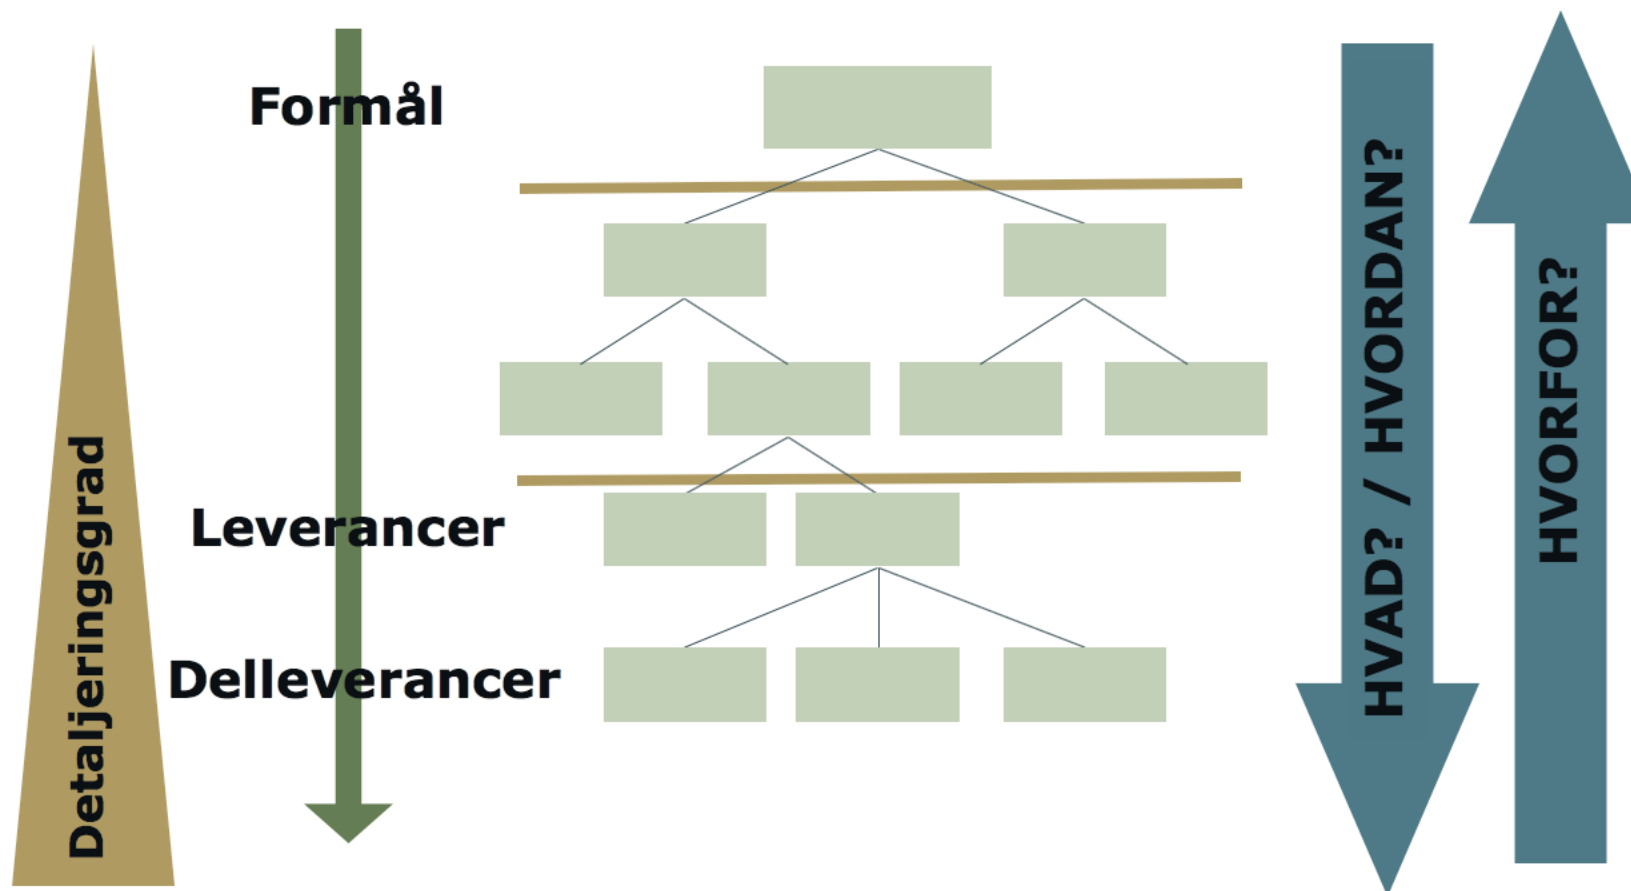 Formål
Leverancer
Delleverancer
Detaljeringsgrad
HVAD? / HVORDAN?
HVORFOR?